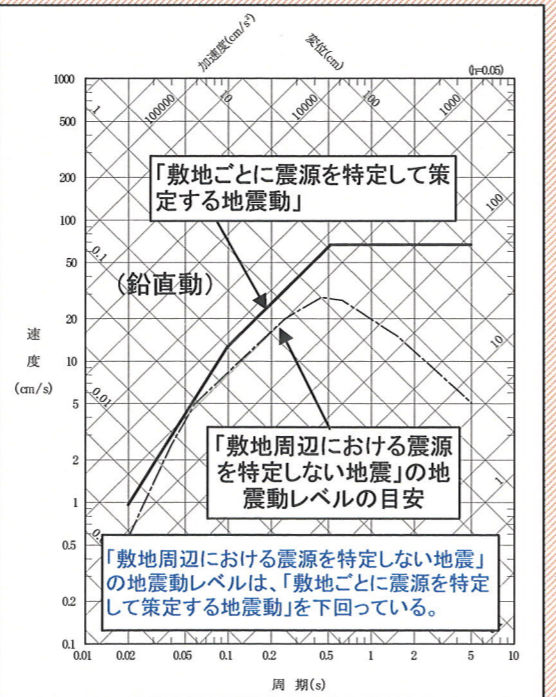 加速度(cm/s²)
変位(cm)
(h=0.05)
1000
500
200
100
50
20
10
5
2
1
0.5
0.2
0.1
1
100000
10
10000
100
1000
100
0.1
10
0.01
1
「敷地ごとに震源を特定して策
定する地震動」
(鉛直動)
速
度
(cm/s)
「敷地周辺における震源
を特定しない地震」の地
震動レベルの目安
「敷地周辺における震源を特定しない地震」
の地震動レベルは、「敷地ごとに震源を特定
して策定する地震動」を下回っている。
0.01
0.02
0.05
0.1
0.2
0.5
1
2
5
10
周 期(s)